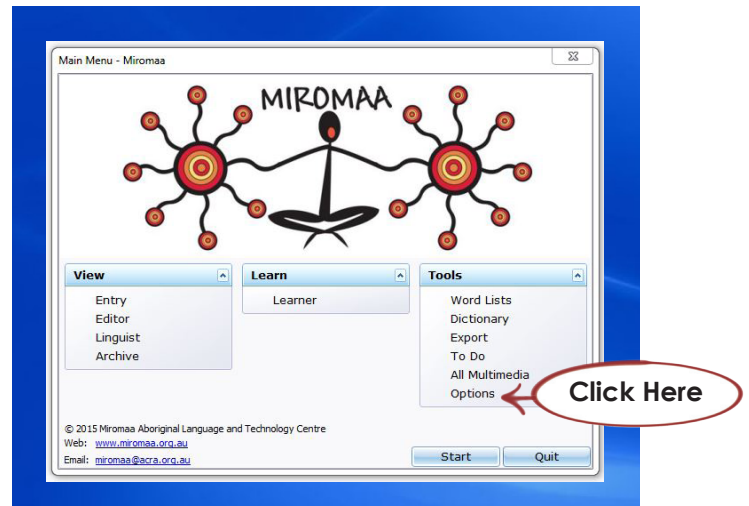 Main Menu - Miromaa
MIROMAA
View
Entry
Editor
Linguist
Archive
Learn
Learner
Tools
Word Lists
Dictionary
Export
To Do
All Multimedia
Options
Click Here
© 2015 Miromaa Aboriginal Language and Technology Centre
Web: www.miromaa.org.au
Email: miromaa@acra.org.au
Start
Quit